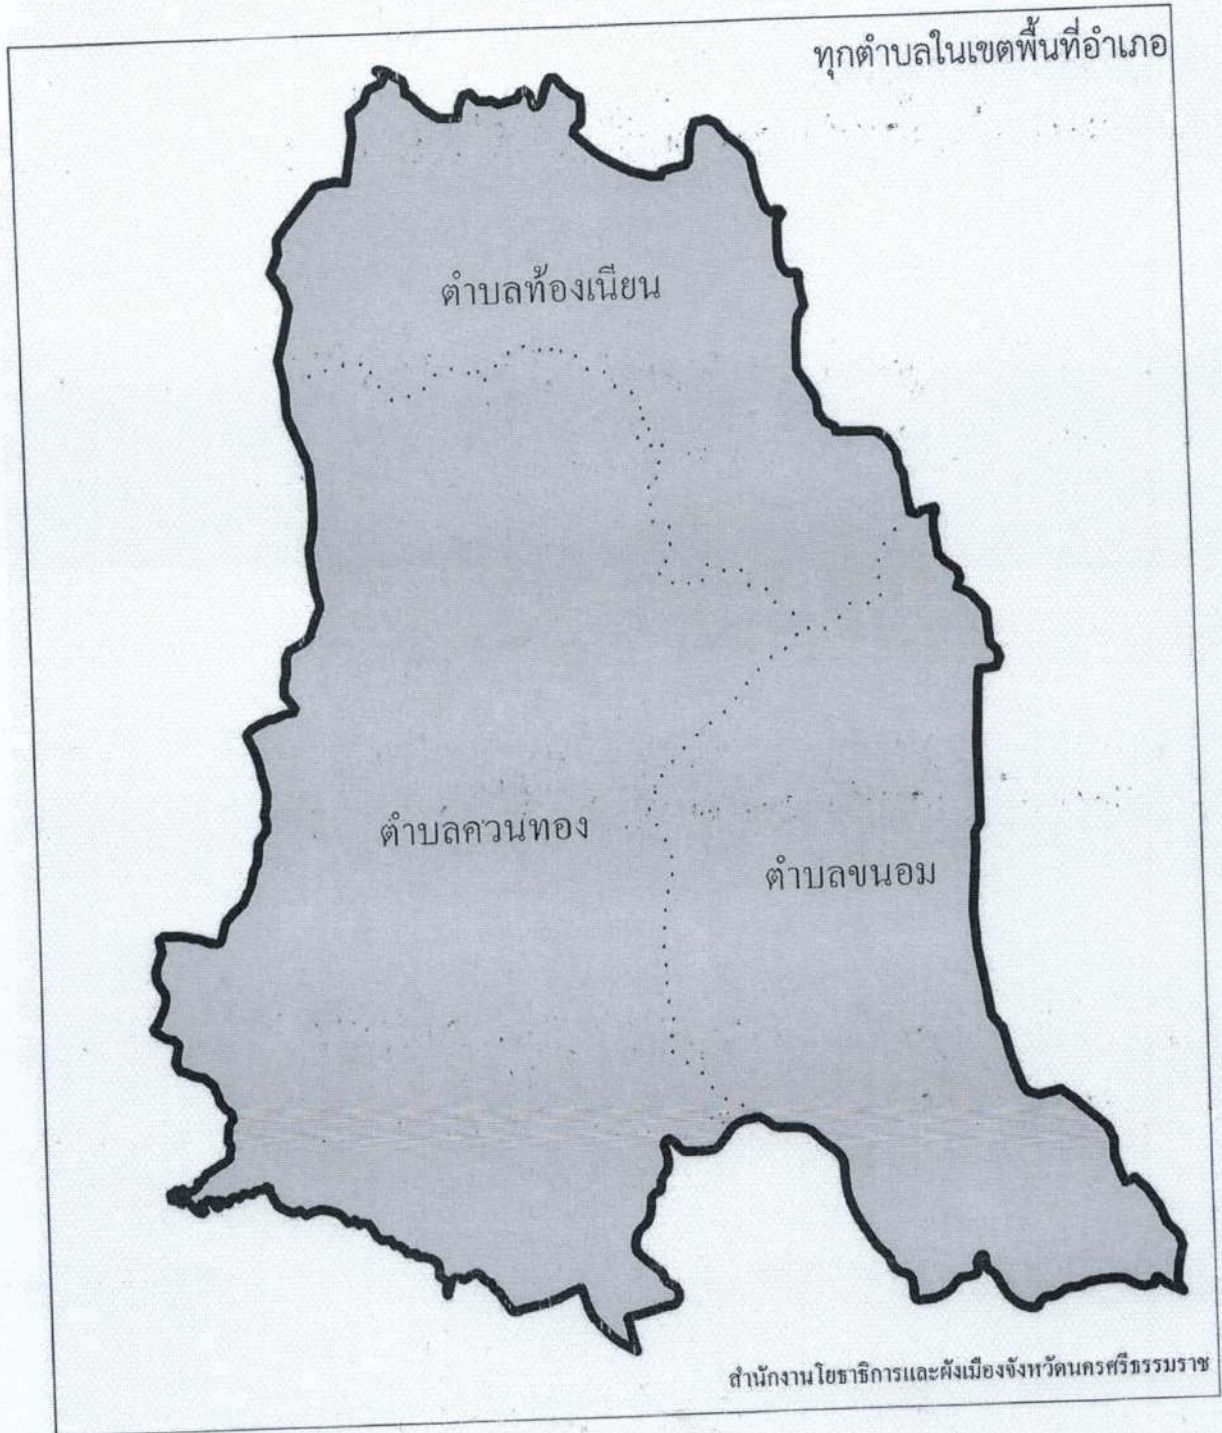 ทุกตำบลในเขตพื้นที่อำเภอ
ตำบลท้องเนียน
ตำบลควนทอง
ตำบลขนอม
สำนักงานโยธาธิการและผังเมืองจังหวัดนครศรีธรรมราช